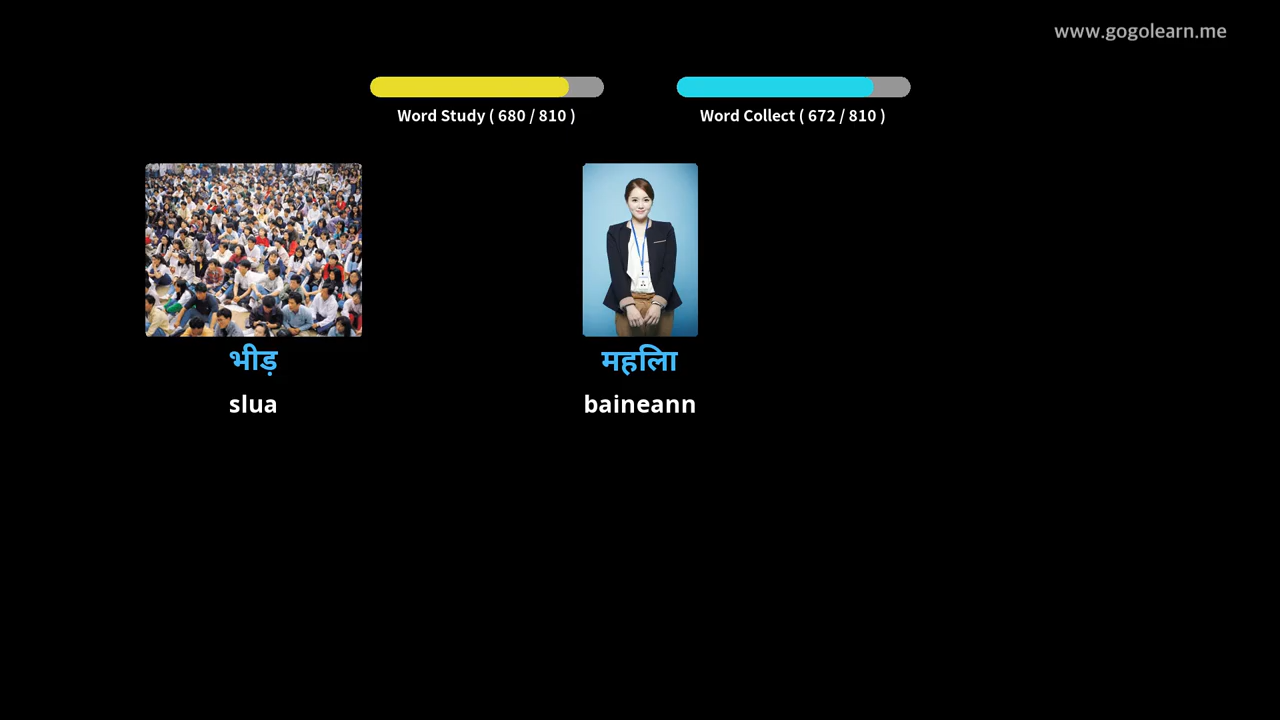 www.gogolearn.me
Word Study ( 680 / 810 )
Word Collect ( 672 / 810 )
भीड़
महिला
slua
baineann